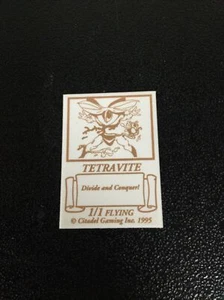 TETRAVITE
Divide and Conquer!
1/1 FLYING
© Citadel Gaming Inc. 1995